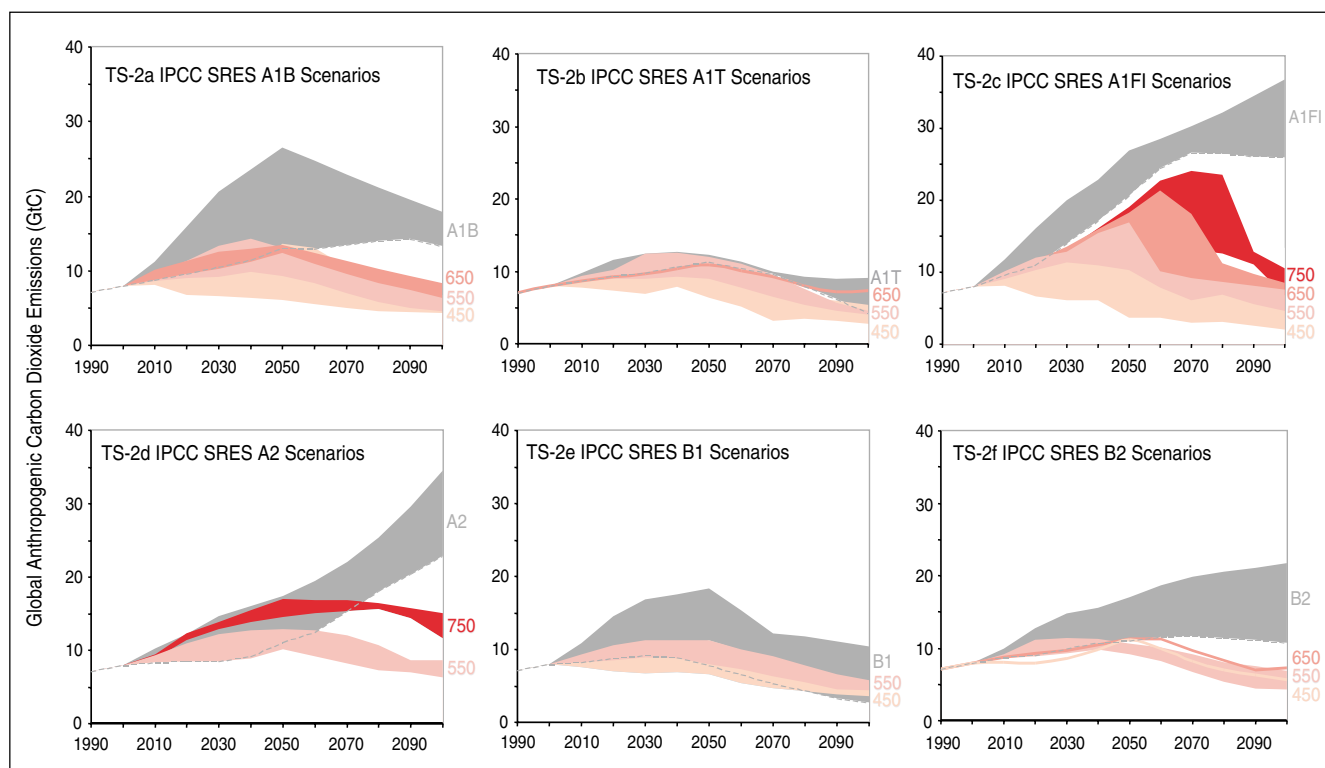 Global Anthropogenic Carbon Dioxide Emissions (GtC)
TS-2a IPCC SRES A1B Scenarios
40
30
20
10
0
1990 2010 2030 2050 2070 2090
A1B
650
550
450
TS-2b IPCC SRES A1T Scenarios
40
30
20
10
0
1990 2010 2030 2050 2070 2090
A1T
650
550
450
TS-2c IPCC SRES A1FI Scenarios
40
30
20
10
0
1990 2010 2030 2050 2070 2090
A1FI
750
650
550
450
TS-2d IPCC SRES A2 Scenarios
40
30
20
10
0
1990 2010 2030 2050 2070 2090
A2
750
550
TS-2e IPCC SRES B1 Scenarios
40
30
20
10
0
1990 2010 2030 2050 2070 2090
B1
550
450
TS-2f IPCC SRES B2 Scenarios
40
30
20
10
0
1990 2010 2030 2050 2070 2090
B2
650
550
450